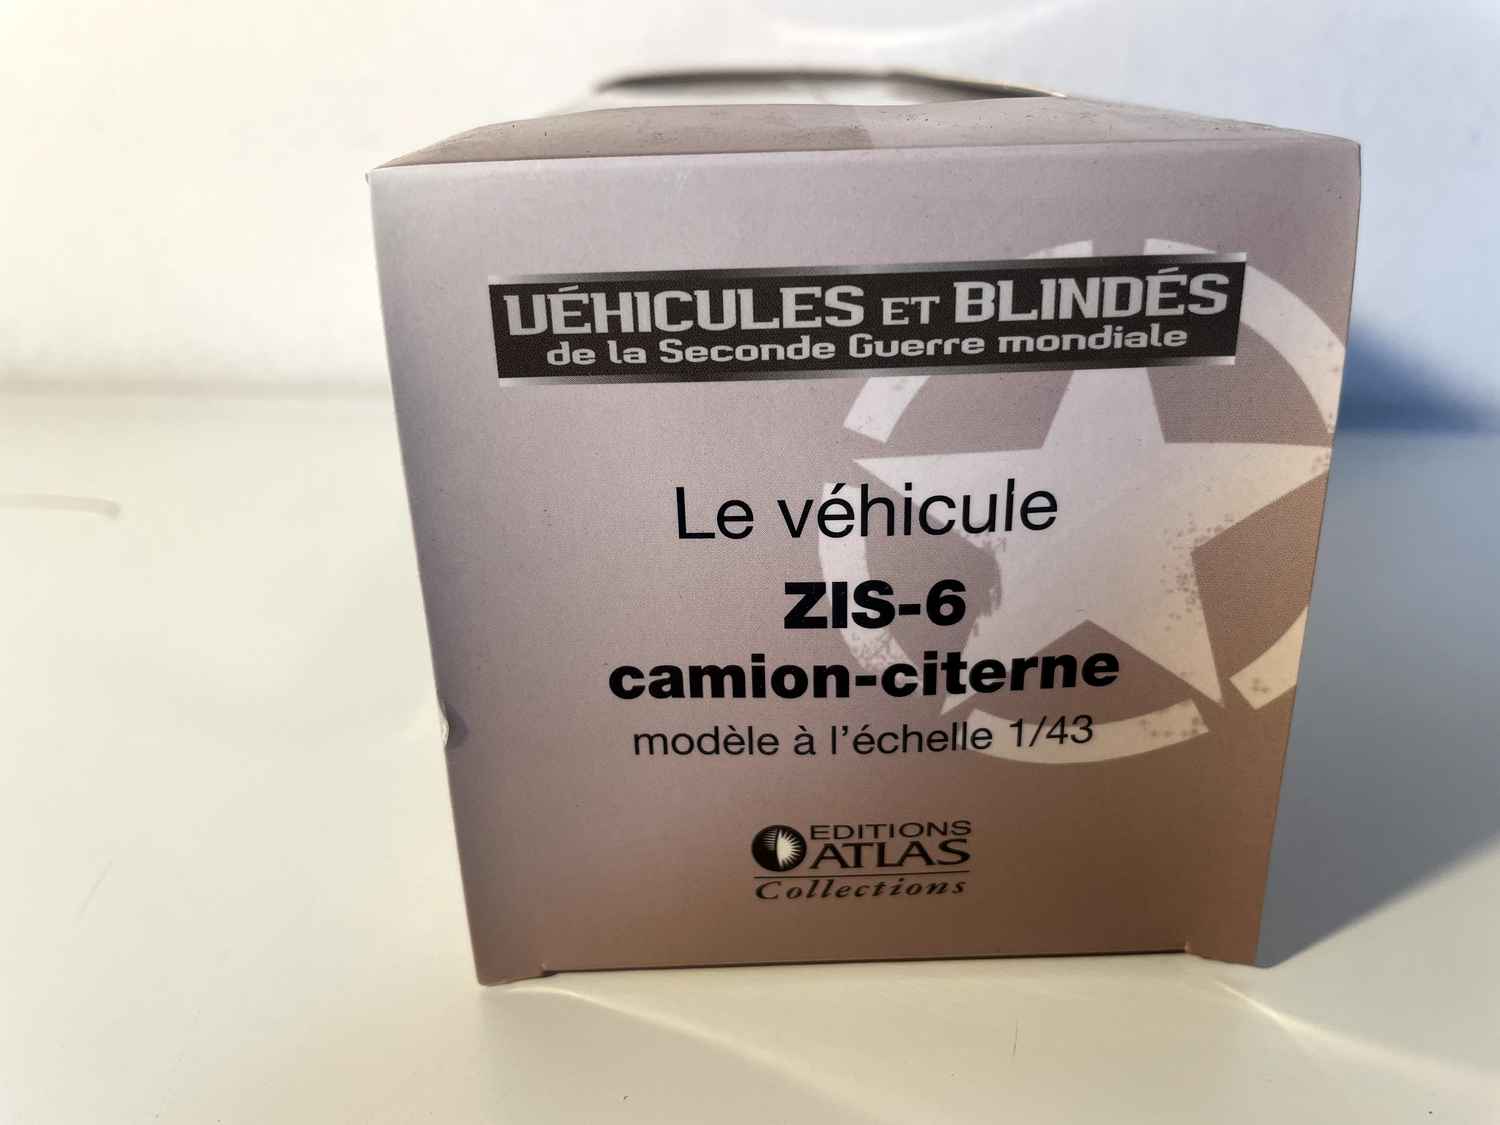 VÉHICULES ET BLINDÉS
de la Seconde Guerre mondiale
Le véhicule
ZIS-6
camion-citerne
modèle à l'échelle 1/43
EDITIONS
ATLAS
Collections